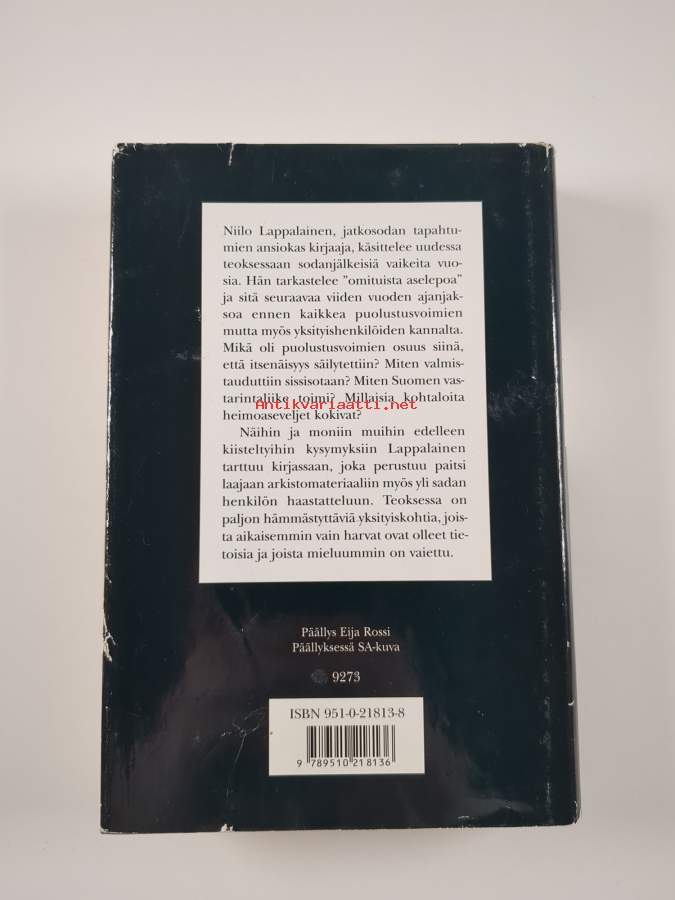 Niilo Lappalainen, jatkosodan tapahtu-
mien ansiokas kirjaaja, käsittelee uudessa
teoksessaan sodanjälkeisiä vaikeita vuo-
sia. Hän tarkastelee ”omituista aselepoa”
ja sitä seuraavaa viiden vuoden ajanjak-
soa ennen kaikkea puolustusvoimien
mutta myös yksityishenkilöiden kannalta.
Mikä oli puolustusvoimien osuus siinä,
että itsenäisyys säilytettiin? Miten valmis-
tauduttiin sissisotaan? Miten Suomen vas-
tarintaliike toimi? Millaisia kohtaloita
Antikvariaatti.net
heimoaseveljet kokivat?
Näihin ja moniin muihin edelleen
kiisteltyihin kysymyksiin Lappalainen
tarttuu kirjassaan, joka perustuu paitsi
laajaan arkistomateriaaliin myös yli sadan
henkilön haastatteluun. Teoksessa on
paljon hämmästyttäviä yksityiskohtia, jois-
ta aikaisemmin vain harvat ovat olleet tie-
toisia ja joista mieluummin on vaiettu.
Päällys Eija Rossi
Päällyksessä SA-kuva
9273
ISBN 951-0-21813-8
9 789510 218136